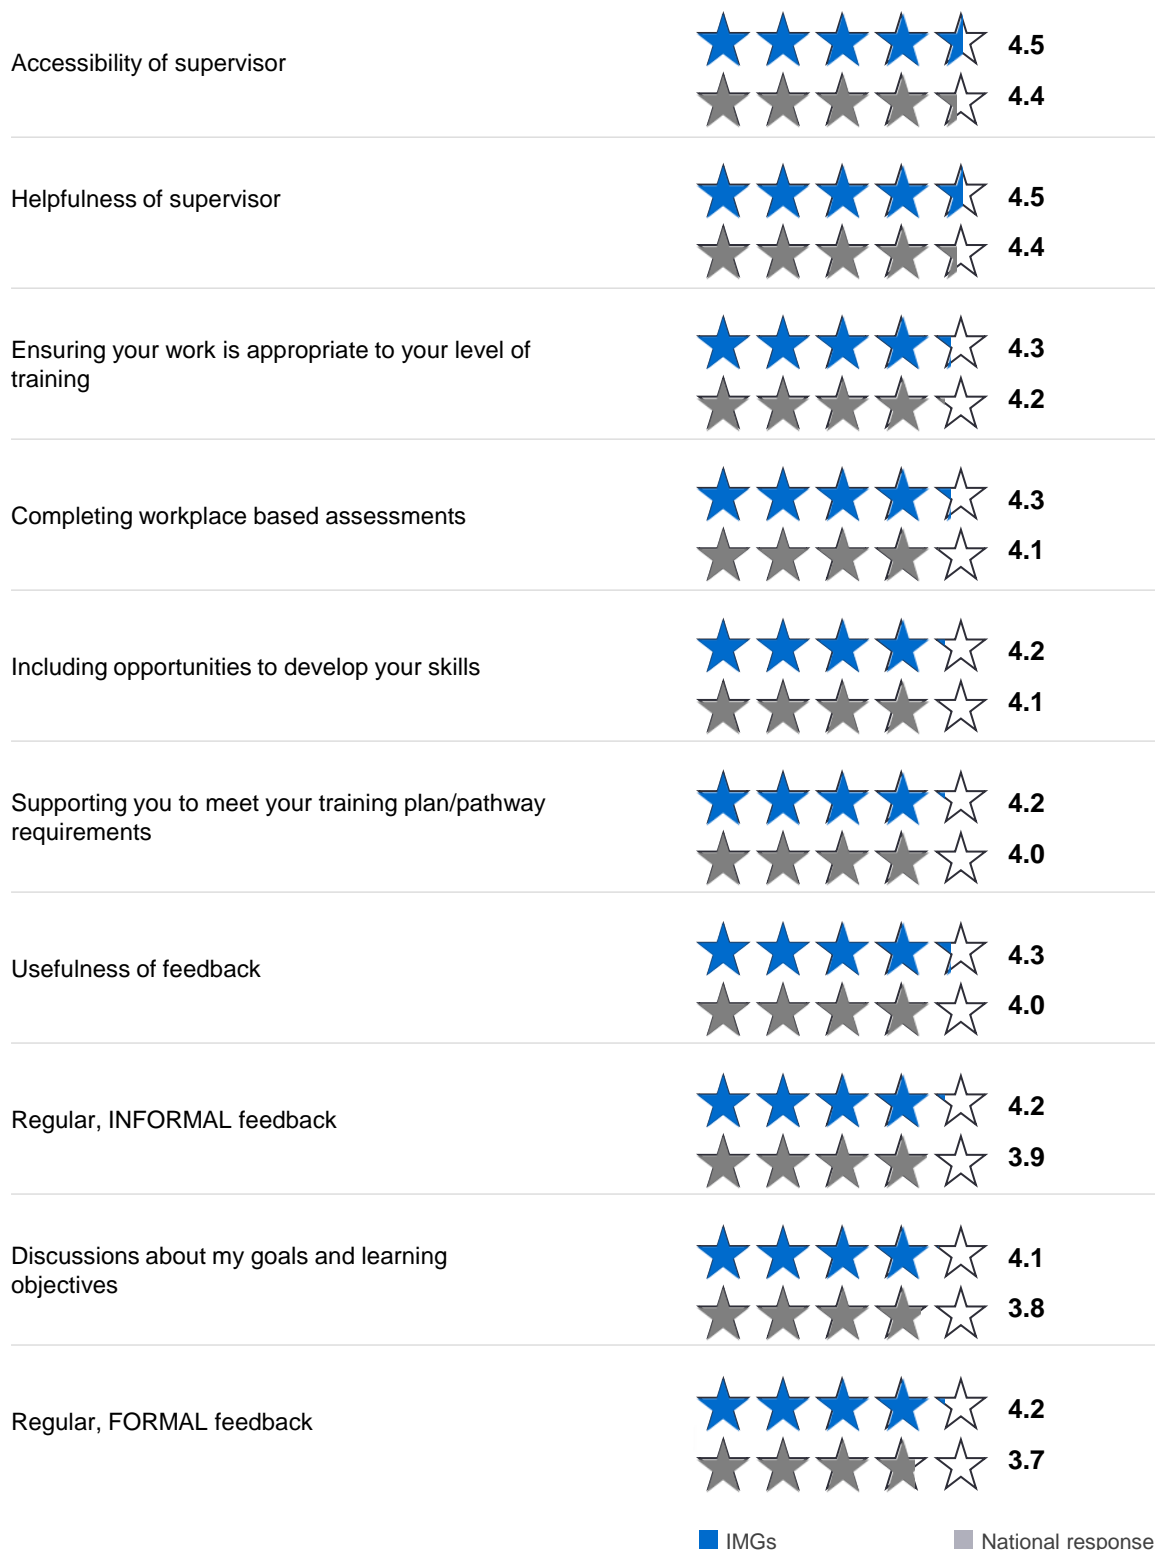 Accessibility of supervisor
4.5
4.4
Helpfulness of supervisor
4.5
4.4
Ensuring your work is appropriate to your level of
training
4.3
4.2
Completing workplace based assessments
4.3
4.1
Including opportunities to develop your skills
4.2
4.1
Supporting you to meet your training plan/pathway
requirements
4.2
4.0
Usefulness of feedback
4.3
4.0
Regular, INFORMAL feedback
4.2
3.9
Discussions about my goals and learning
objectives
4.1
3.8
Regular, FORMAL feedback
4.2
3.7
IMGs
National response